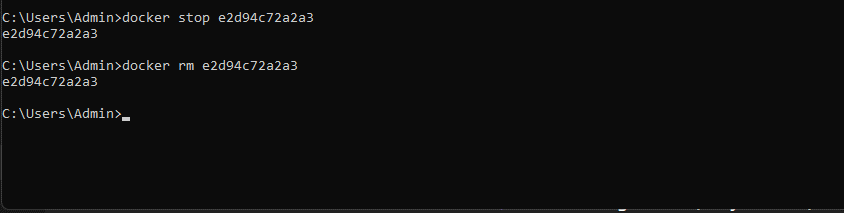 C:\Users\Admin>docker stop e2d94c72a2a3
e2d94c72a2a3
C:\Users\Admin>docker rm e2d94c72a2a3
e2d94c72a2a3
C:\Users\Admin>